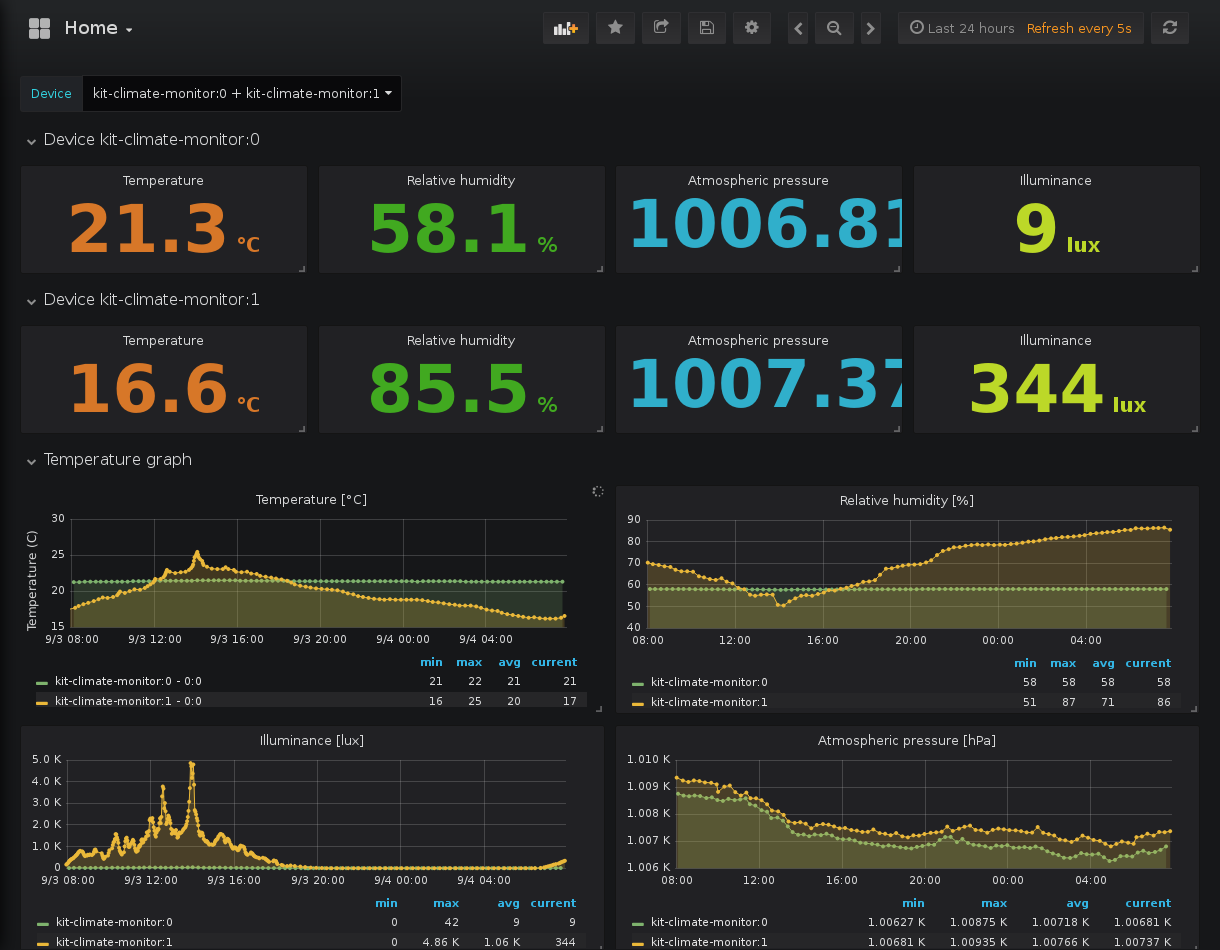 Home
Last 24 hours Refresh every 5s
Device kit-climate-monitor:0 + kit-climate-monitor:1
Device kit-climate-monitor:0
Temperature
21.3 °C
Relative humidity
58.1 %
Atmospheric pressure
1006.81
Illuminance
9 lux
Device kit-climate-monitor:1
Temperature
16.6 °C
Relative humidity
85.5 %
Atmospheric pressure
1007.37
Illuminance
344 lux
Temperature graph
Temperature [°C]
Temperature (C)
30
25
20
15
9/3 08:00 9/3 12:00 9/3 16:00 9/3 20:00 9/4 00:00 9/4 04:00
min max avg current
kit-climate-monitor:0 - 0:0 21 22 21 21
kit-climate-monitor:1 - 0:0 16 25 20 17
Relative humidity [%]
90
80
70
60
50
40
08:00 12:00 16:00 20:00 00:00 04:00
min max avg current
kit-climate-monitor:0 58 58 58 58
kit-climate-monitor:1 51 87 71 86
Illuminance [lux]
5.0 K
4.0 K
3.0 K
2.0 K
1.0 K
0
9/3 08:00 9/3 12:00 9/3 16:00 9/3 20:00 9/4 00:00 9/4 04:00
min max avg current
kit-climate-monitor:0 0 42 9 9
kit-climate-monitor:1 0 4.86 K 1.06 K 344
Atmospheric pressure [hPa]
1.010 K
1.009 K
1.008 K
1.007 K
1.006 K
08:00 12:00 16:00 20:00 00:00 04:00
min max avg current
kit-climate-monitor:0 1.00627 K 1.00875 K 1.00718 K 1.00681 K
kit-climate-monitor:1 1.00681 K 1.00935 K 1.00766 K 1.00737 K